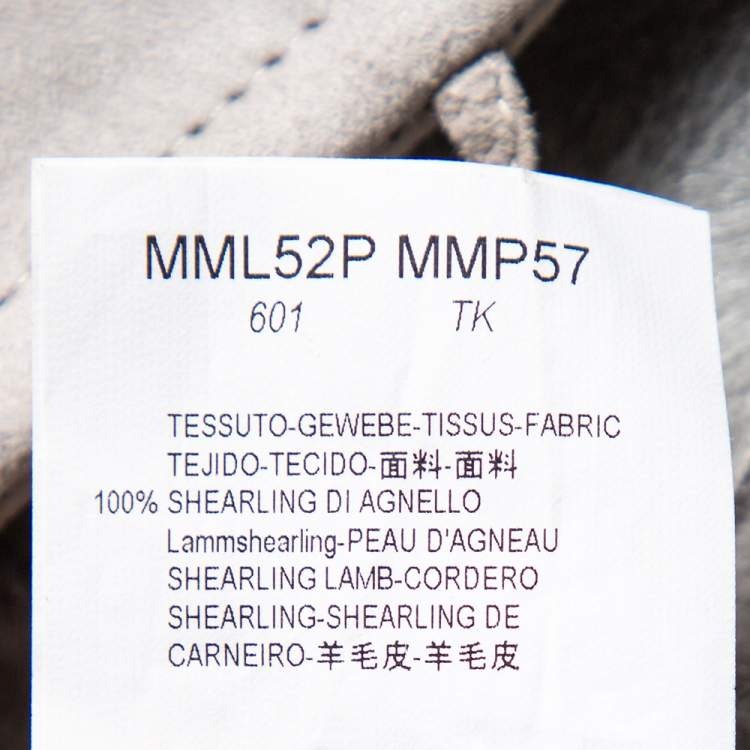 MML52P MMP57
601 TK
TESSUTO-GEWEBE-TISSUS-FABRIC
TEJIDO-TECIDO-面料-面料
100% SHEARLING DI AGNELLO
Lammshearling-PEAU D'AGNEAU
SHEARLING LAMB-CORDERO
SHEARLING-SHEARLING DE
CARNEIRO-羊毛皮-羊毛皮